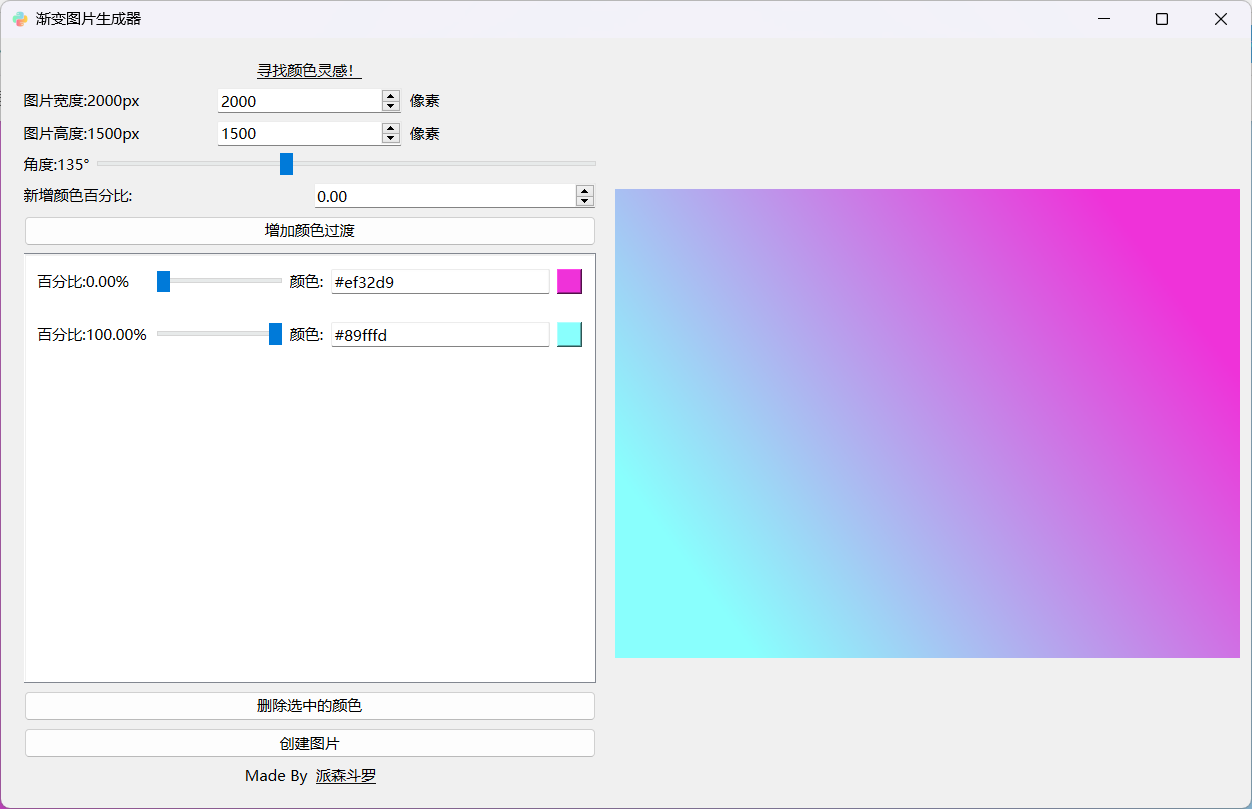 渐变图片生成器
寻找颜色灵感！
图片宽度:2000px 2000 像素
图片高度:1500px 1500 像素
角度:135°
新增颜色百分比: 0.00
增加颜色过渡
百分比:0.00% 颜色: #ef32d9
百分比:100.00% 颜色: #89fffd
删除选中的颜色
创建图片
Made By 派森斗罗